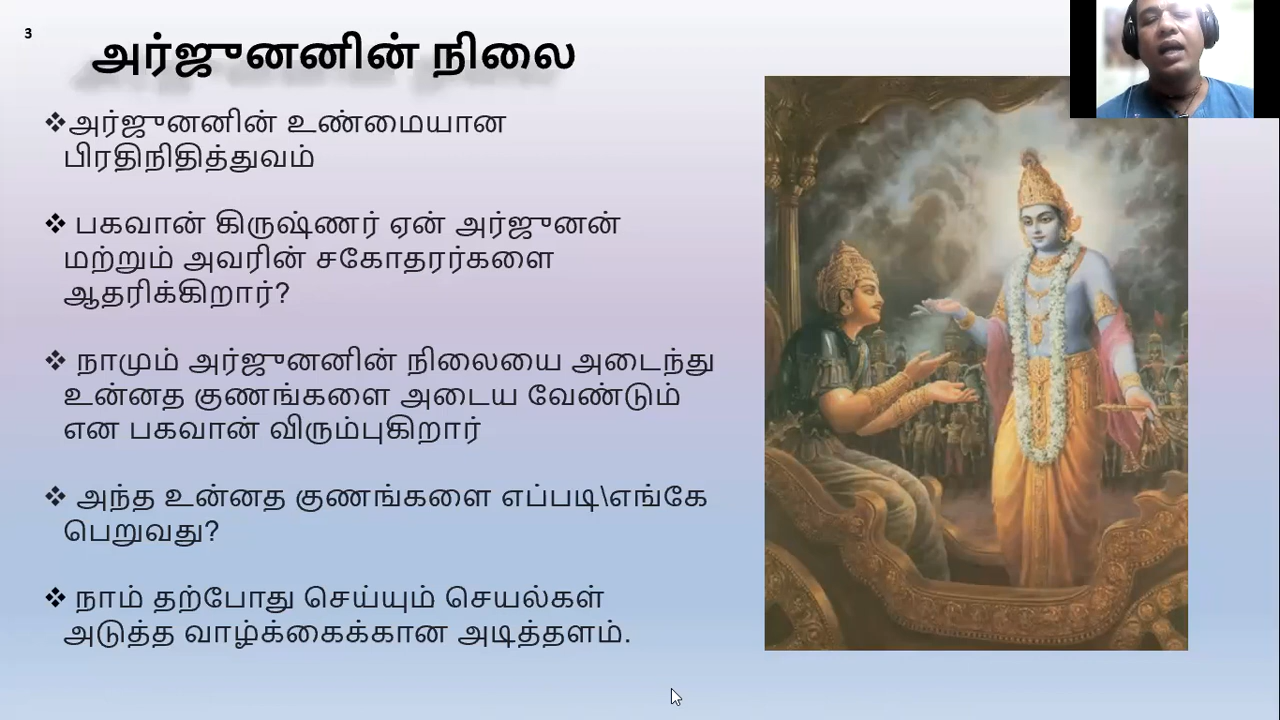 3
அர்ஜுனனின் நிலை
❖அர்ஜுனனின் உண்மையான
பிரதிநிதித்துவம்
❖ பகவான் கிருஷ்ணர் ஏன் அர்ஜுனன்
மற்றும் அவரின் சகோதரர்களை
ஆதரிக்கிறார்?
❖ நாமும் அர்ஜுனனின் நிலையை அடைந்து
உன்னத குணங்களை அடைய வேண்டும்
என பகவான் விரும்புகிறார்
❖ அந்த உன்னத குணங்களை எப்படி\எங்கே
பெறுவது?
❖ நாம் தற்போது செய்யும் செயல்கள்
அடுத்த வாழ்க்கைக்கான அடித்தளம்.